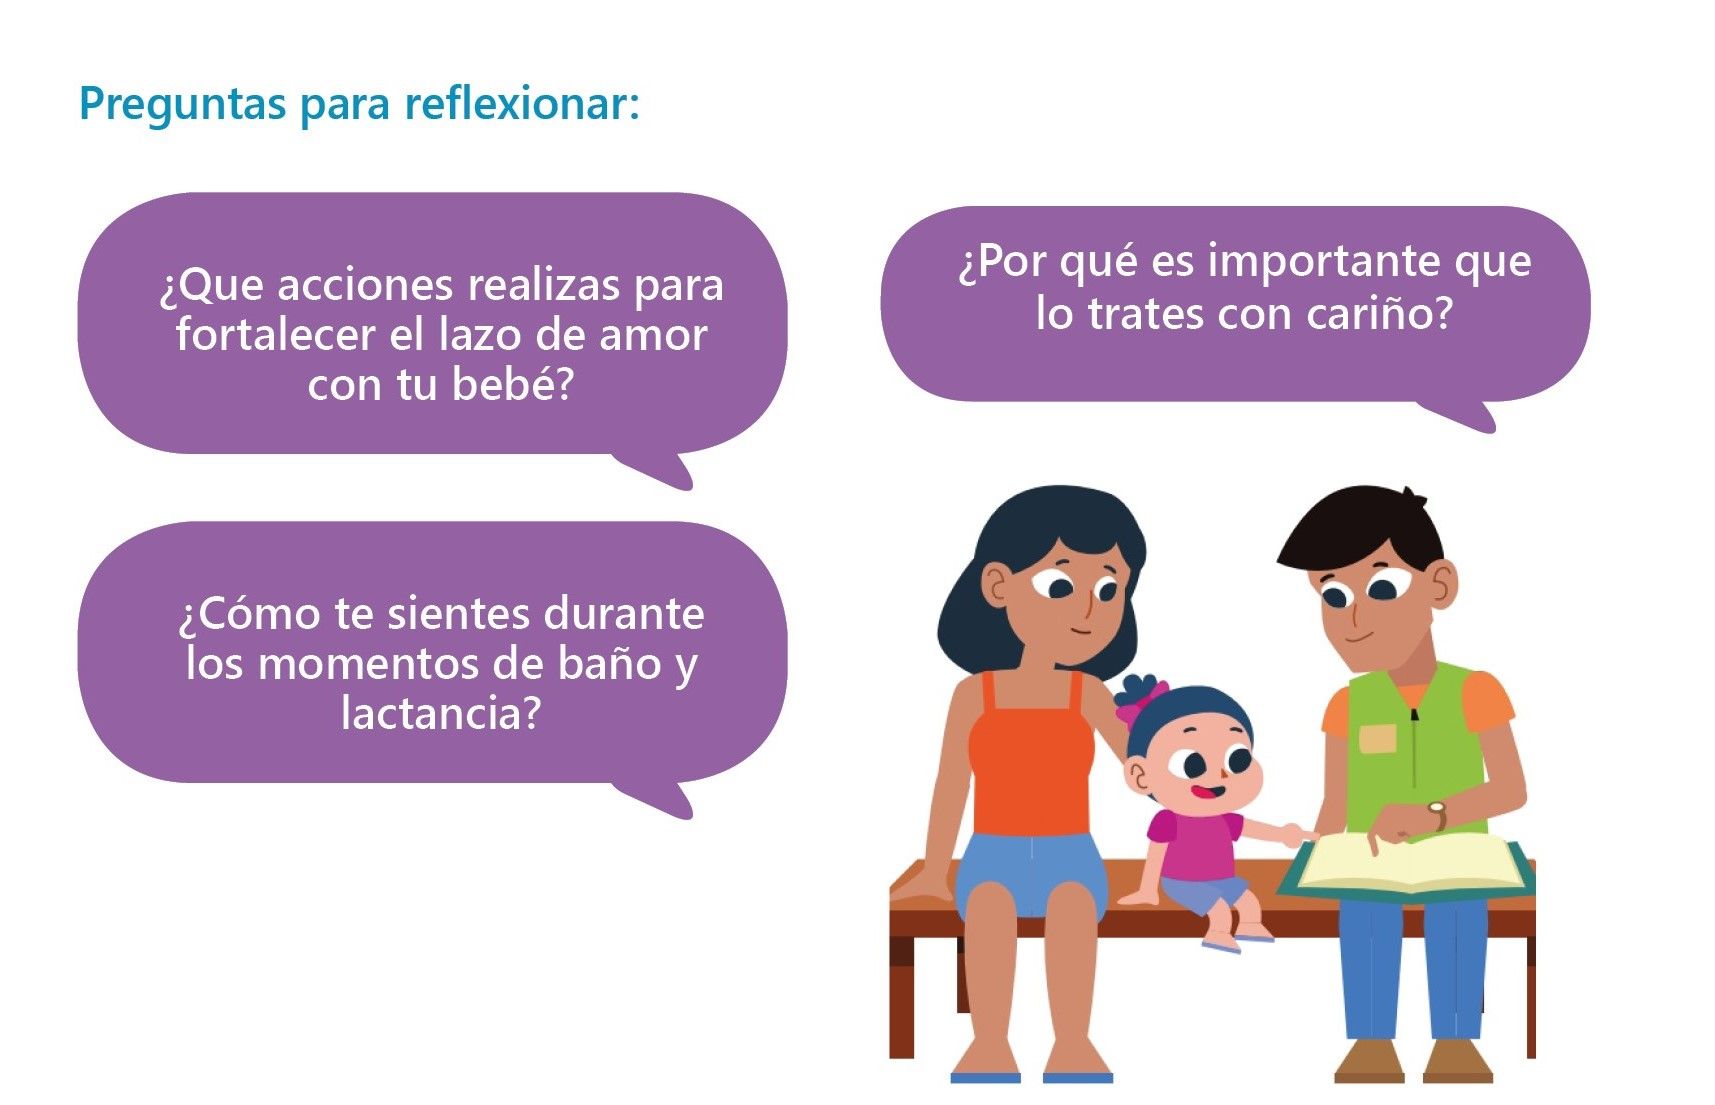 Preguntas para reflexionar:
¿Que acciones realizas para
fortalecer el lazo de amor
con tu bebé?
¿Por qué es importante que
lo trates con cariño?
¿Cómo te sientes durante
los momentos de baño y
lactancia?